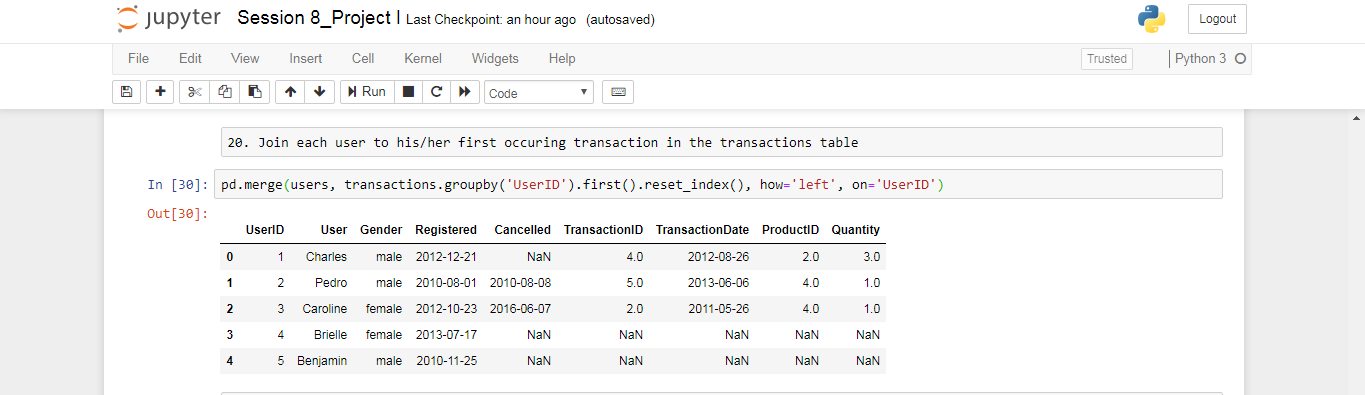 jupyter Session 8_Project I Last Checkpoint: an hour ago (autosaved) Logout
File Edit View Insert Cell Kernel Widgets Help Trusted Python 3
Run Code
20. Join each user to his/her first occuring transaction in the transactions table
In [30]: pd.merge(users, transactions.groupby('UserID').first().reset_index(), how='left', on='UserID')
Out[30]:
UserID User Gender Registered Cancelled TransactionID TransactionDate ProductID Quantity
0 1 Charles male 2012-12-21 NaN 4.0 2012-08-26 2.0 3.0
1 2 Pedro male 2010-08-01 2010-08-08 5.0 2013-06-06 4.0 1.0
2 3 Caroline female 2012-10-23 2016-06-07 2.0 2011-05-26 4.0 1.0
3 4 Brielle female 2013-07-17 NaN NaN NaN NaN NaN
4 5 Benjamin male 2010-11-25 NaN NaN NaN NaN NaN